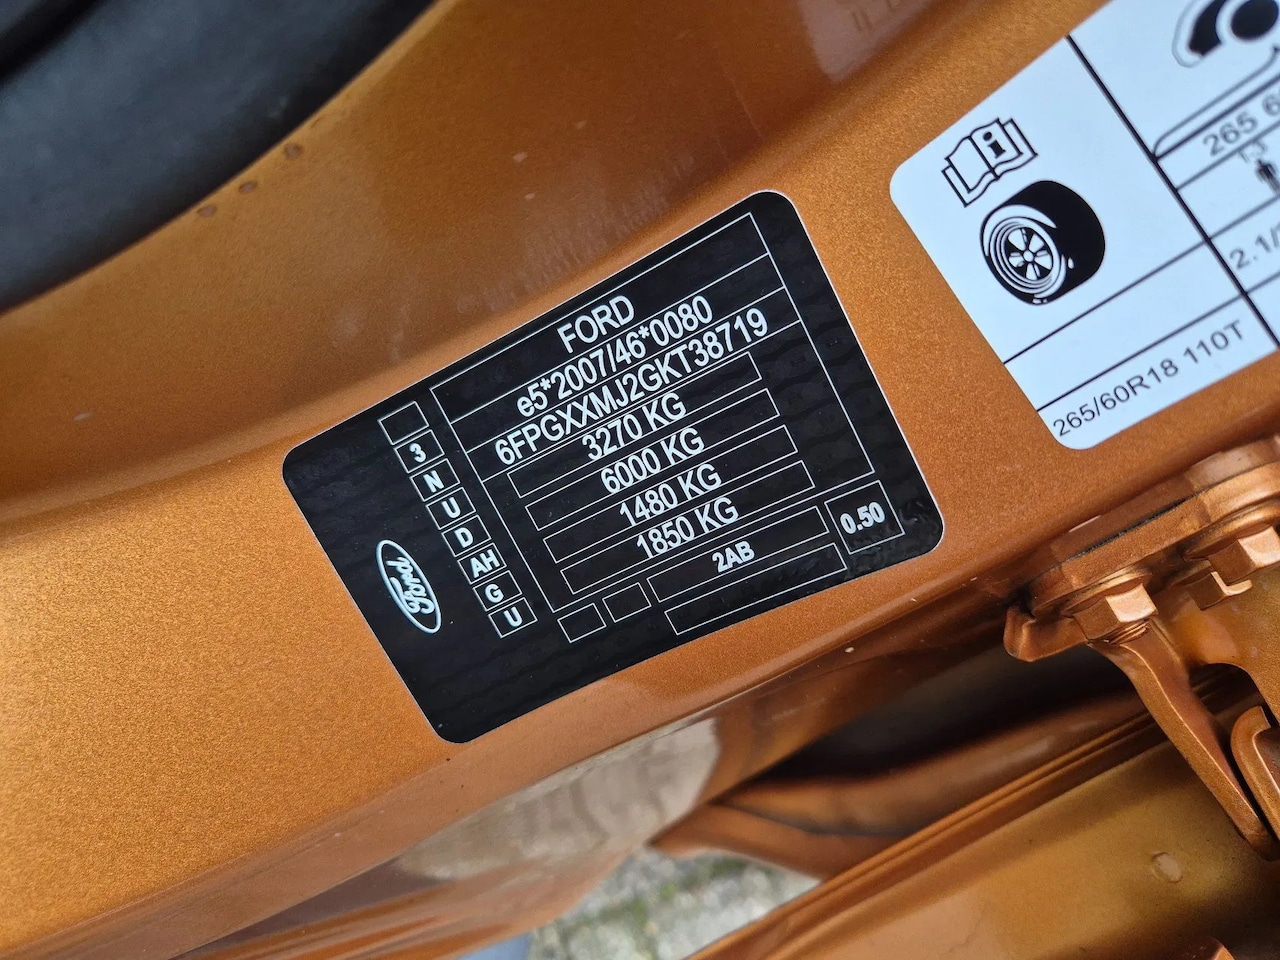 FORD
e5*2007/46*0080
6FPGXXMJ2GKT38719
3270 KG
6000 KG
1480 KG
1850 KG
2AB
0.50
3
N
U
D
AH
G
U
Ford
i
265
2.1/
265/60R18 110T